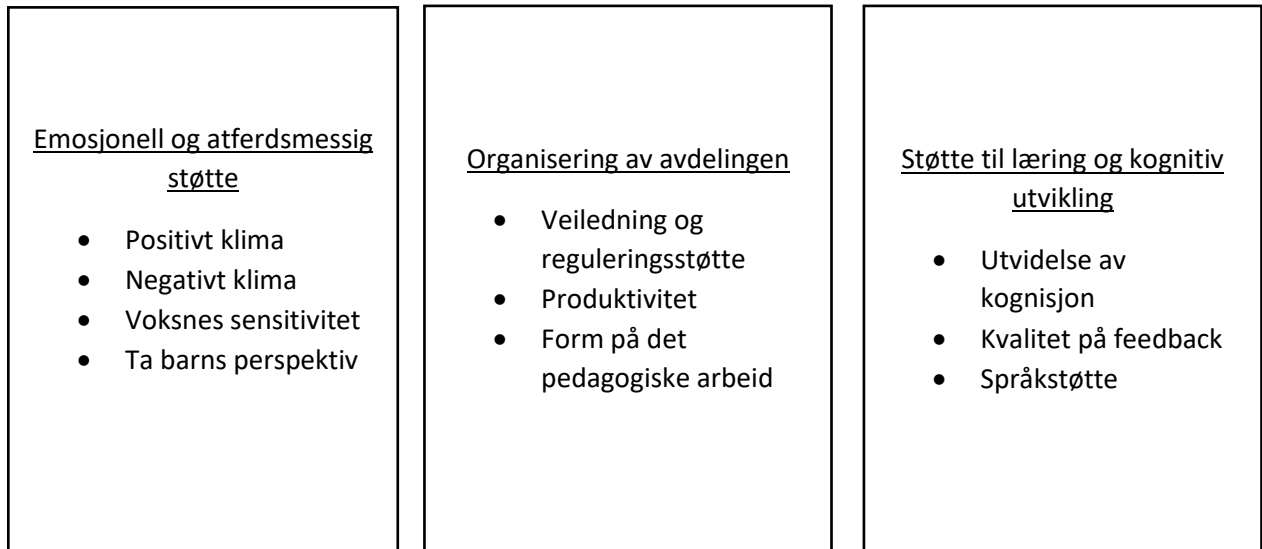 Emosjonell og atferdsmessig
støtte
• Positivt klima
• Negativt klima
• Voksnes sensitivitet
• Ta barns perspektiv
Organisering av avdelingen
• Veiledning og
reguleringsstøtte
• Produktivitet
• Form på det
pedagogiske arbeid
Støtte til læring og kognitiv
utvikling
• Utvidelse av
kognisjon
• Kvalitet på feedback
• Språkstøtte